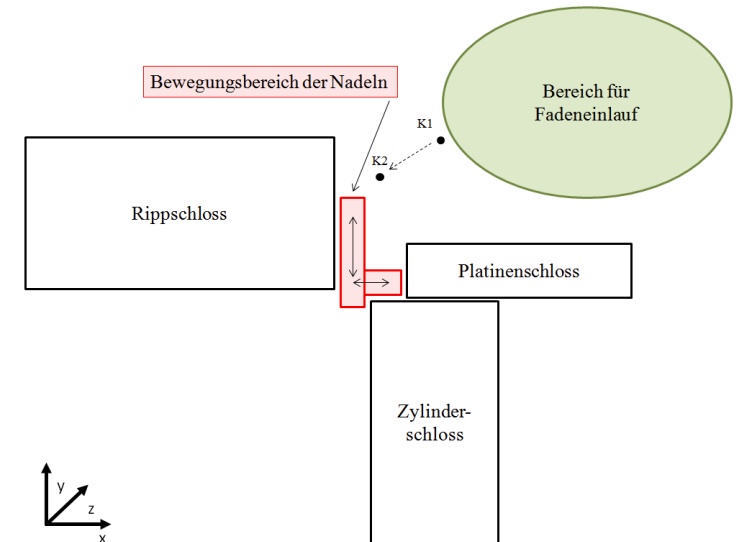 Bewegungsbereich der Nadeln
Bereich für
Fadeneinlauf
K1
K2
Rippschloss
Platinenschloss
Zylinder-
schloss
y
z
x